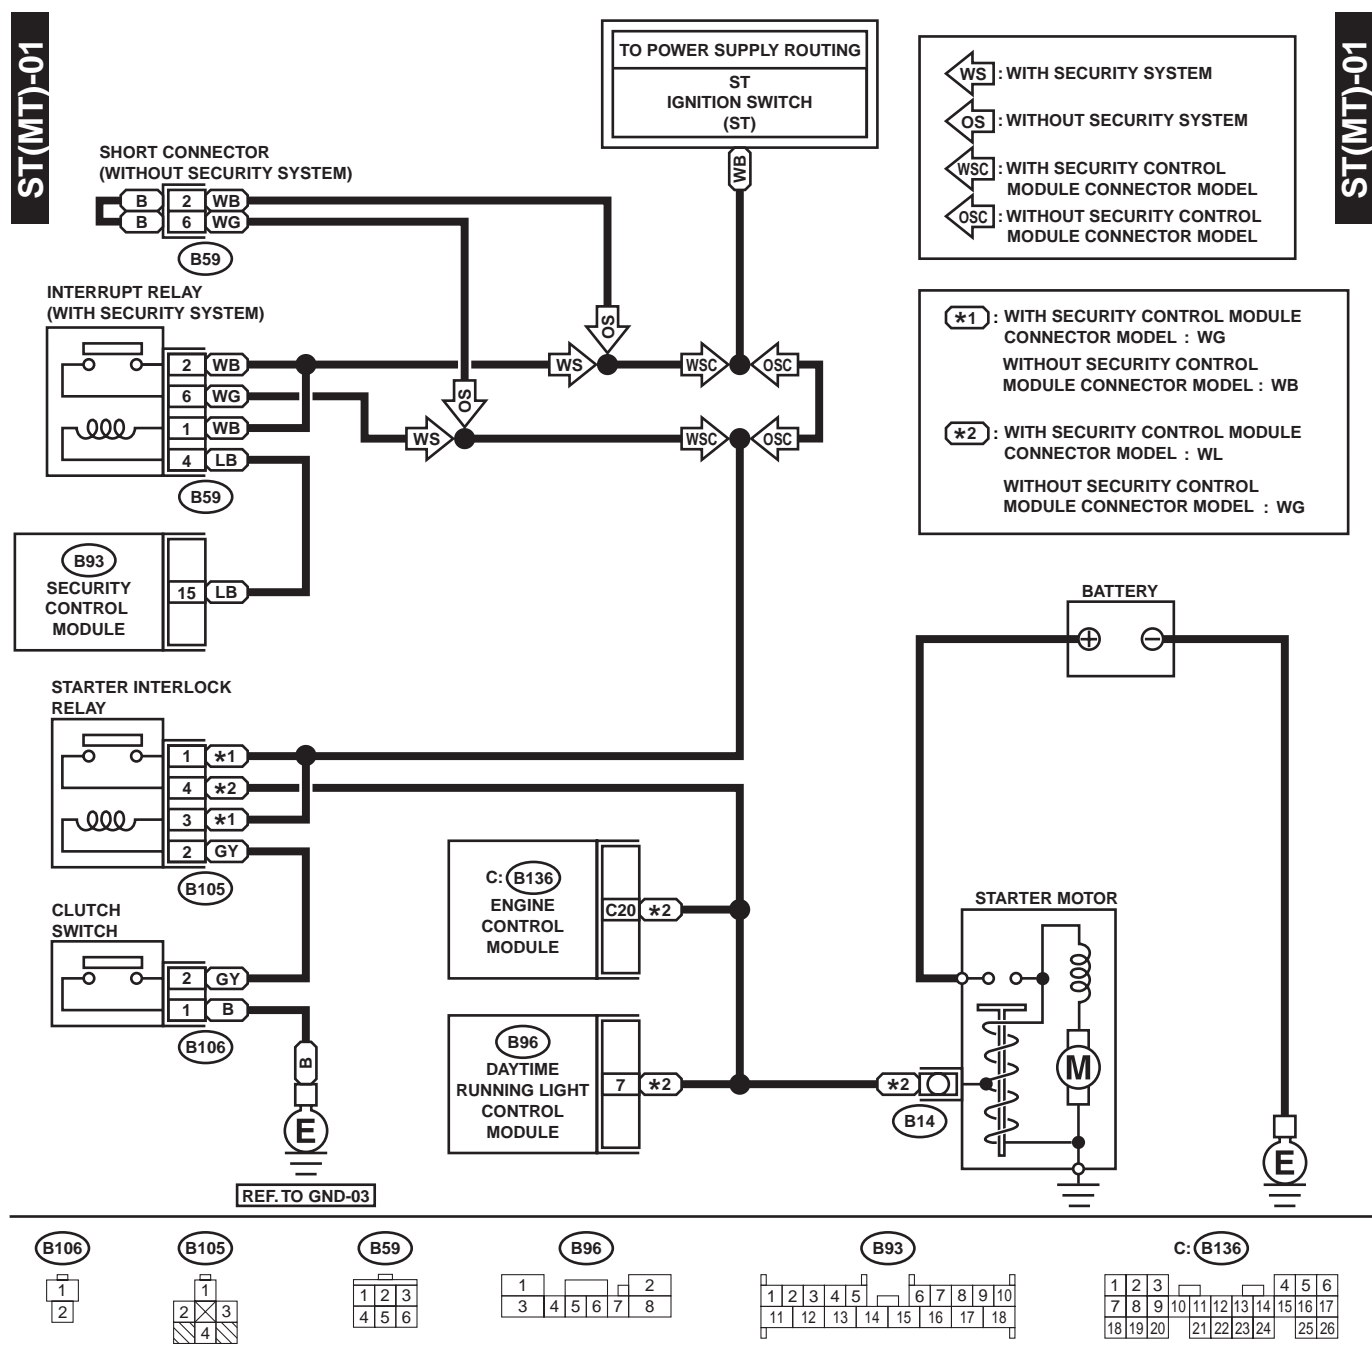 ST(MT)-01
ST(MT)-01
TO POWER SUPPLY ROUTING
ST
IGNITION SWITCH
(ST)
WB
WS : WITH SECURITY SYSTEM
OS : WITHOUT SECURITY SYSTEM
WSC : WITH SECURITY CONTROL
MODULE CONNECTOR MODEL
OSC : WITHOUT SECURITY CONTROL
MODULE CONNECTOR MODEL
SHORT CONNECTOR
(WITHOUT SECURITY SYSTEM)
B 2 WB
B 6 WG
B59
INTERRUPT RELAY
(WITH SECURITY SYSTEM)
2 WB
6 WG
1 WB
4 LB
B59
OS
OS
WS
WSC
OSC
WS
WSC
OSC
*1 : WITH SECURITY CONTROL MODULE
CONNECTOR MODEL : WG
WITHOUT SECURITY CONTROL
MODULE CONNECTOR MODEL : WB
*2 : WITH SECURITY CONTROL MODULE
CONNECTOR MODEL : WL
WITHOUT SECURITY CONTROL
MODULE CONNECTOR MODEL : WG
B93
SECURITY
CONTROL
MODULE
15 LB
BATTERY
+ −
STARTER INTERLOCK
RELAY
1 *1
4 *2
3 *1
2 GY
B105
CLUTCH
SWITCH
2 GY
1 B
B106
B
E
REF. TO GND-03
C: B136
ENGINE
CONTROL
MODULE
C20 *2
B96
DAYTIME
RUNNING LIGHT
CONTROL
MODULE
7 *2
*2
B14
STARTER MOTOR
M
E
B106
1
2
B105
1
2 3
4
B59
1 2 3
4 5 6
B96
1 2
3 4 5 6 7 8
B93
1 2 3 4 5 6 7 8 9 10
11 12 13 14 15 16 17 18
C: B136
1 2 3 4 5 6
7 8 9 10 11 12 13 14 15 16 17
18 19 20 21 22 23 24 25 26